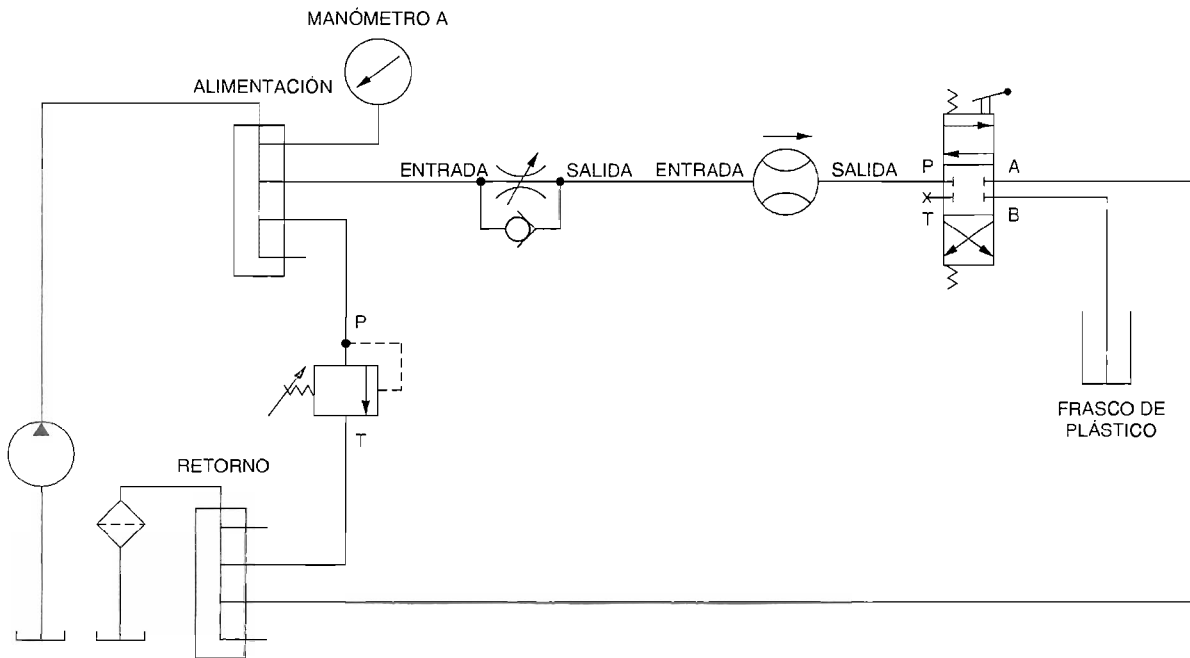 MANÓMETRO A
ALIMENTACIÓN
ENTRADA
SALIDA
ENTRADA
SALIDA
P
A
T
B
P
T
FRASCO DE
PLÁSTICO
RETORNO